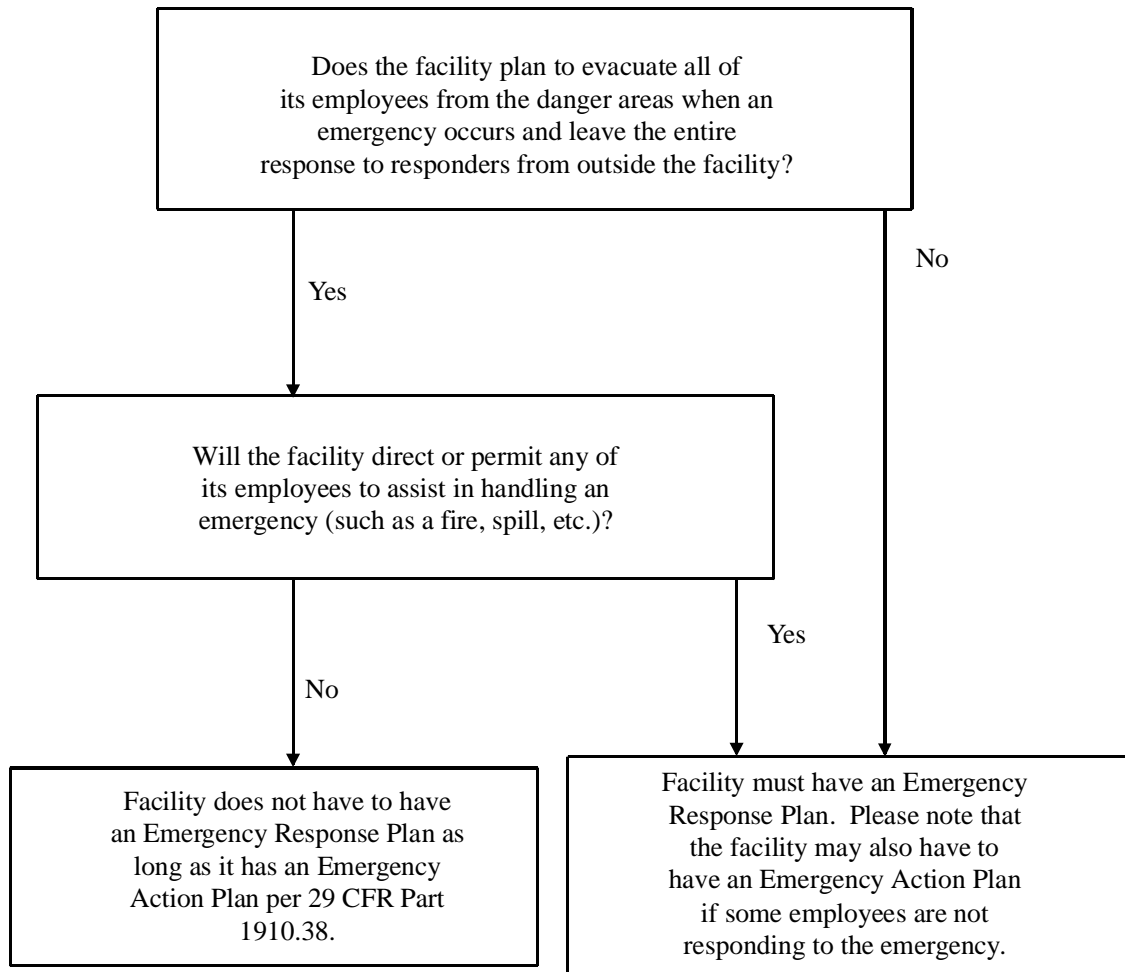 Does the facility plan to evacuate all of
its employees from the danger areas when an
emergency occurs and leave the entire
response to responders from outside the facility?
No
Yes
Will the facility direct or permit any of
its employees to assist in handling an
emergency (such as a fire, spill, etc.)?
Yes
No
Facility does not have to have
an Emergency Response Plan as
long as it has an Emergency
Action Plan per 29 CFR Part
1910.38.
Facility must have an Emergency
Response Plan. Please note that
the facility may also have to
have an Emergency Action Plan
if some employees are not
responding to the emergency.